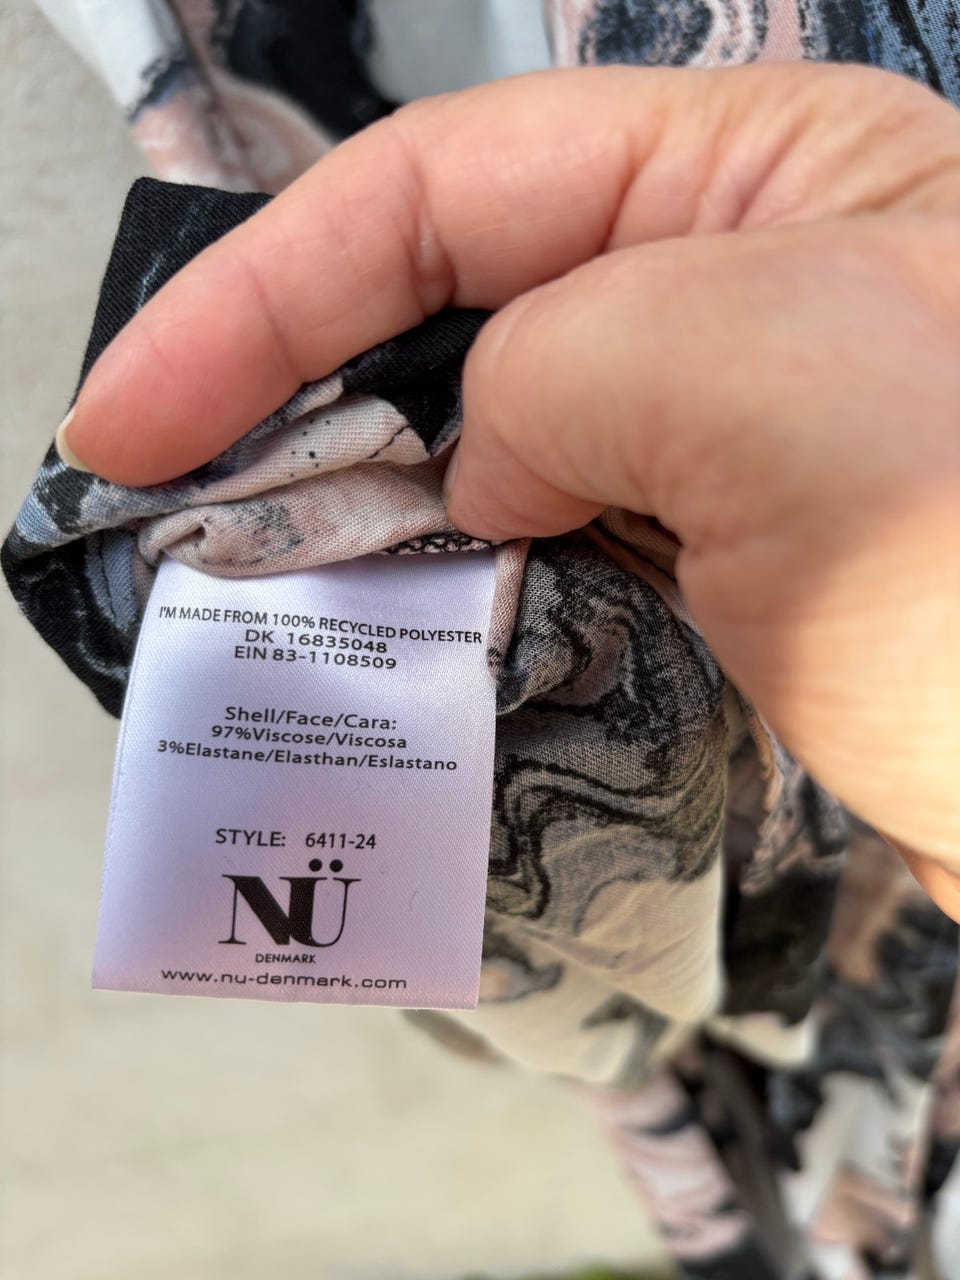 I'M MADE FROM 100% RECYCLED POLYESTER
DK 16835048
EIN 83-1108509
Shell/Face/Cara:
97%Viscose/Viscosa
3%Elastane/Elasthan/Eslastano
STYLE: 6411-24
NÜ
DENMARK
www.nu-denmark.com